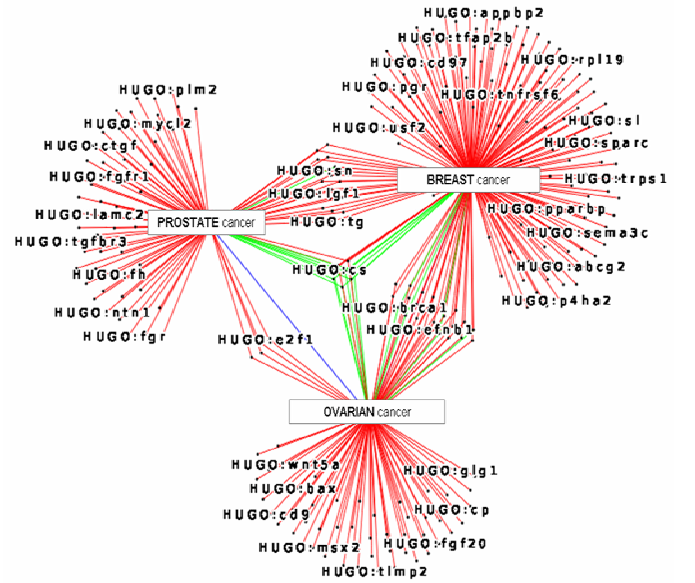 HUGO:appbp2
HUGO:tfap2b
HUGO:cd97
HUGO:rpl19
HUGO:pgr
HUGO:tnfrsf6
HUGO:plm2
HUGO:mycl2
HUGO:usf2
HUGO:sl
HUGO:ctgf
HUGO:sparc
HUGO:sn
HUGO:fgfr1
BREAST cancer
HUGO:trps1
HUGO:igf1
HUGO:lamc2
PROSTATE cancer
HUGO:tg
HUGO:pparbp
HUGO:sema3c
HUGO:tgfbr3
HUGO:fh
HUGO:cs
HUGO:abcg2
HUGO:p4ha2
HUGO:ntn1
HUGO:brca1
HUGO:fgr
HUGO:e2f1
HUGO:efnb1
OVARIAN cancer
HUGO:wnt5a
HUGO:glg1
HUGO:bax
HUGO:cd9
HUGO:cp
HUGO:msx2
HUGO:fgf20
HUGO:timp2